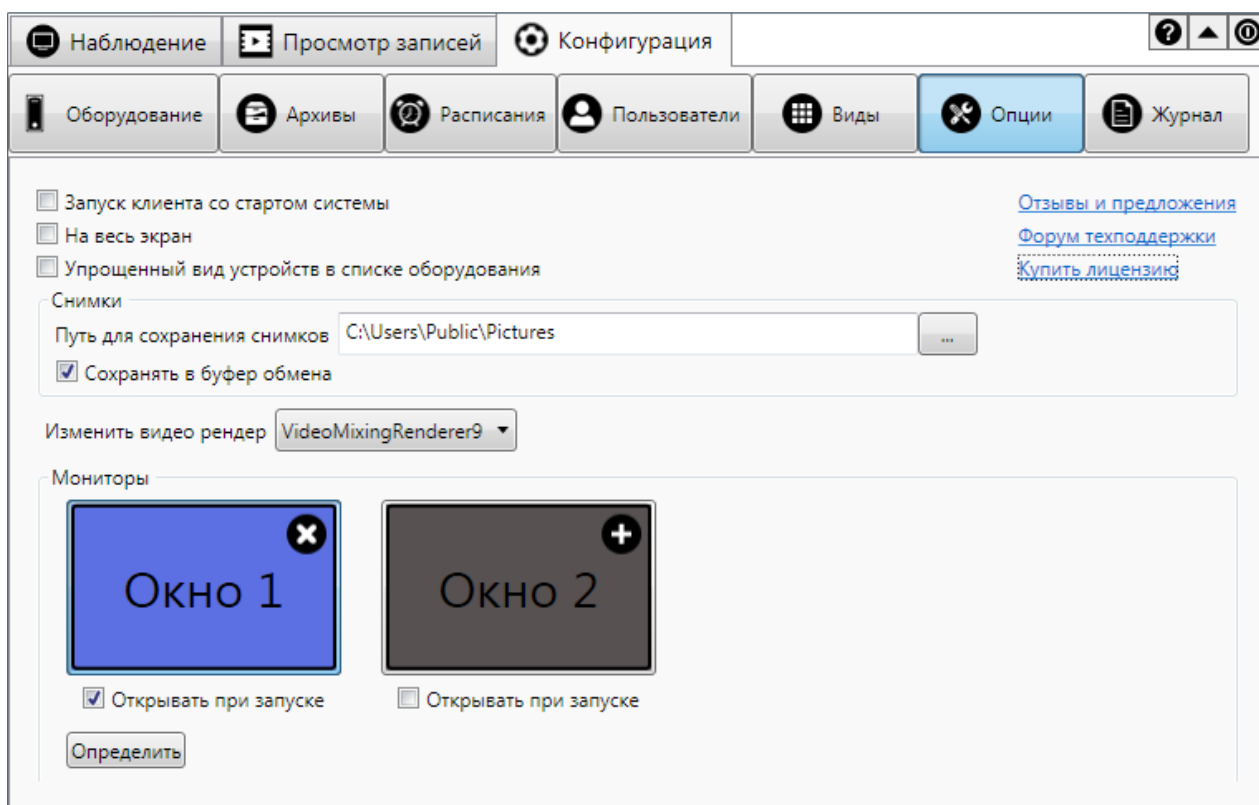 Наблюдение Просмотр записей Конфигурация
Оборудование Архивы Расписания Пользователи Виды Опции Журнал
Запуск клиента со стартом системы Отзывы и предложения
На весь экран Форум техподдержки
Упрощенный вид устройств в списке оборудования Купить лицензию
Снимки
Путь для сохранения снимков C:\Users\Public\Pictures ...
Сохранять в буфер обмена
Изменить видео рендер VideoMixingRenderer9
Мониторы
Окно 1 Окно 2
Открывать при запуске Открывать при запуске
Определить